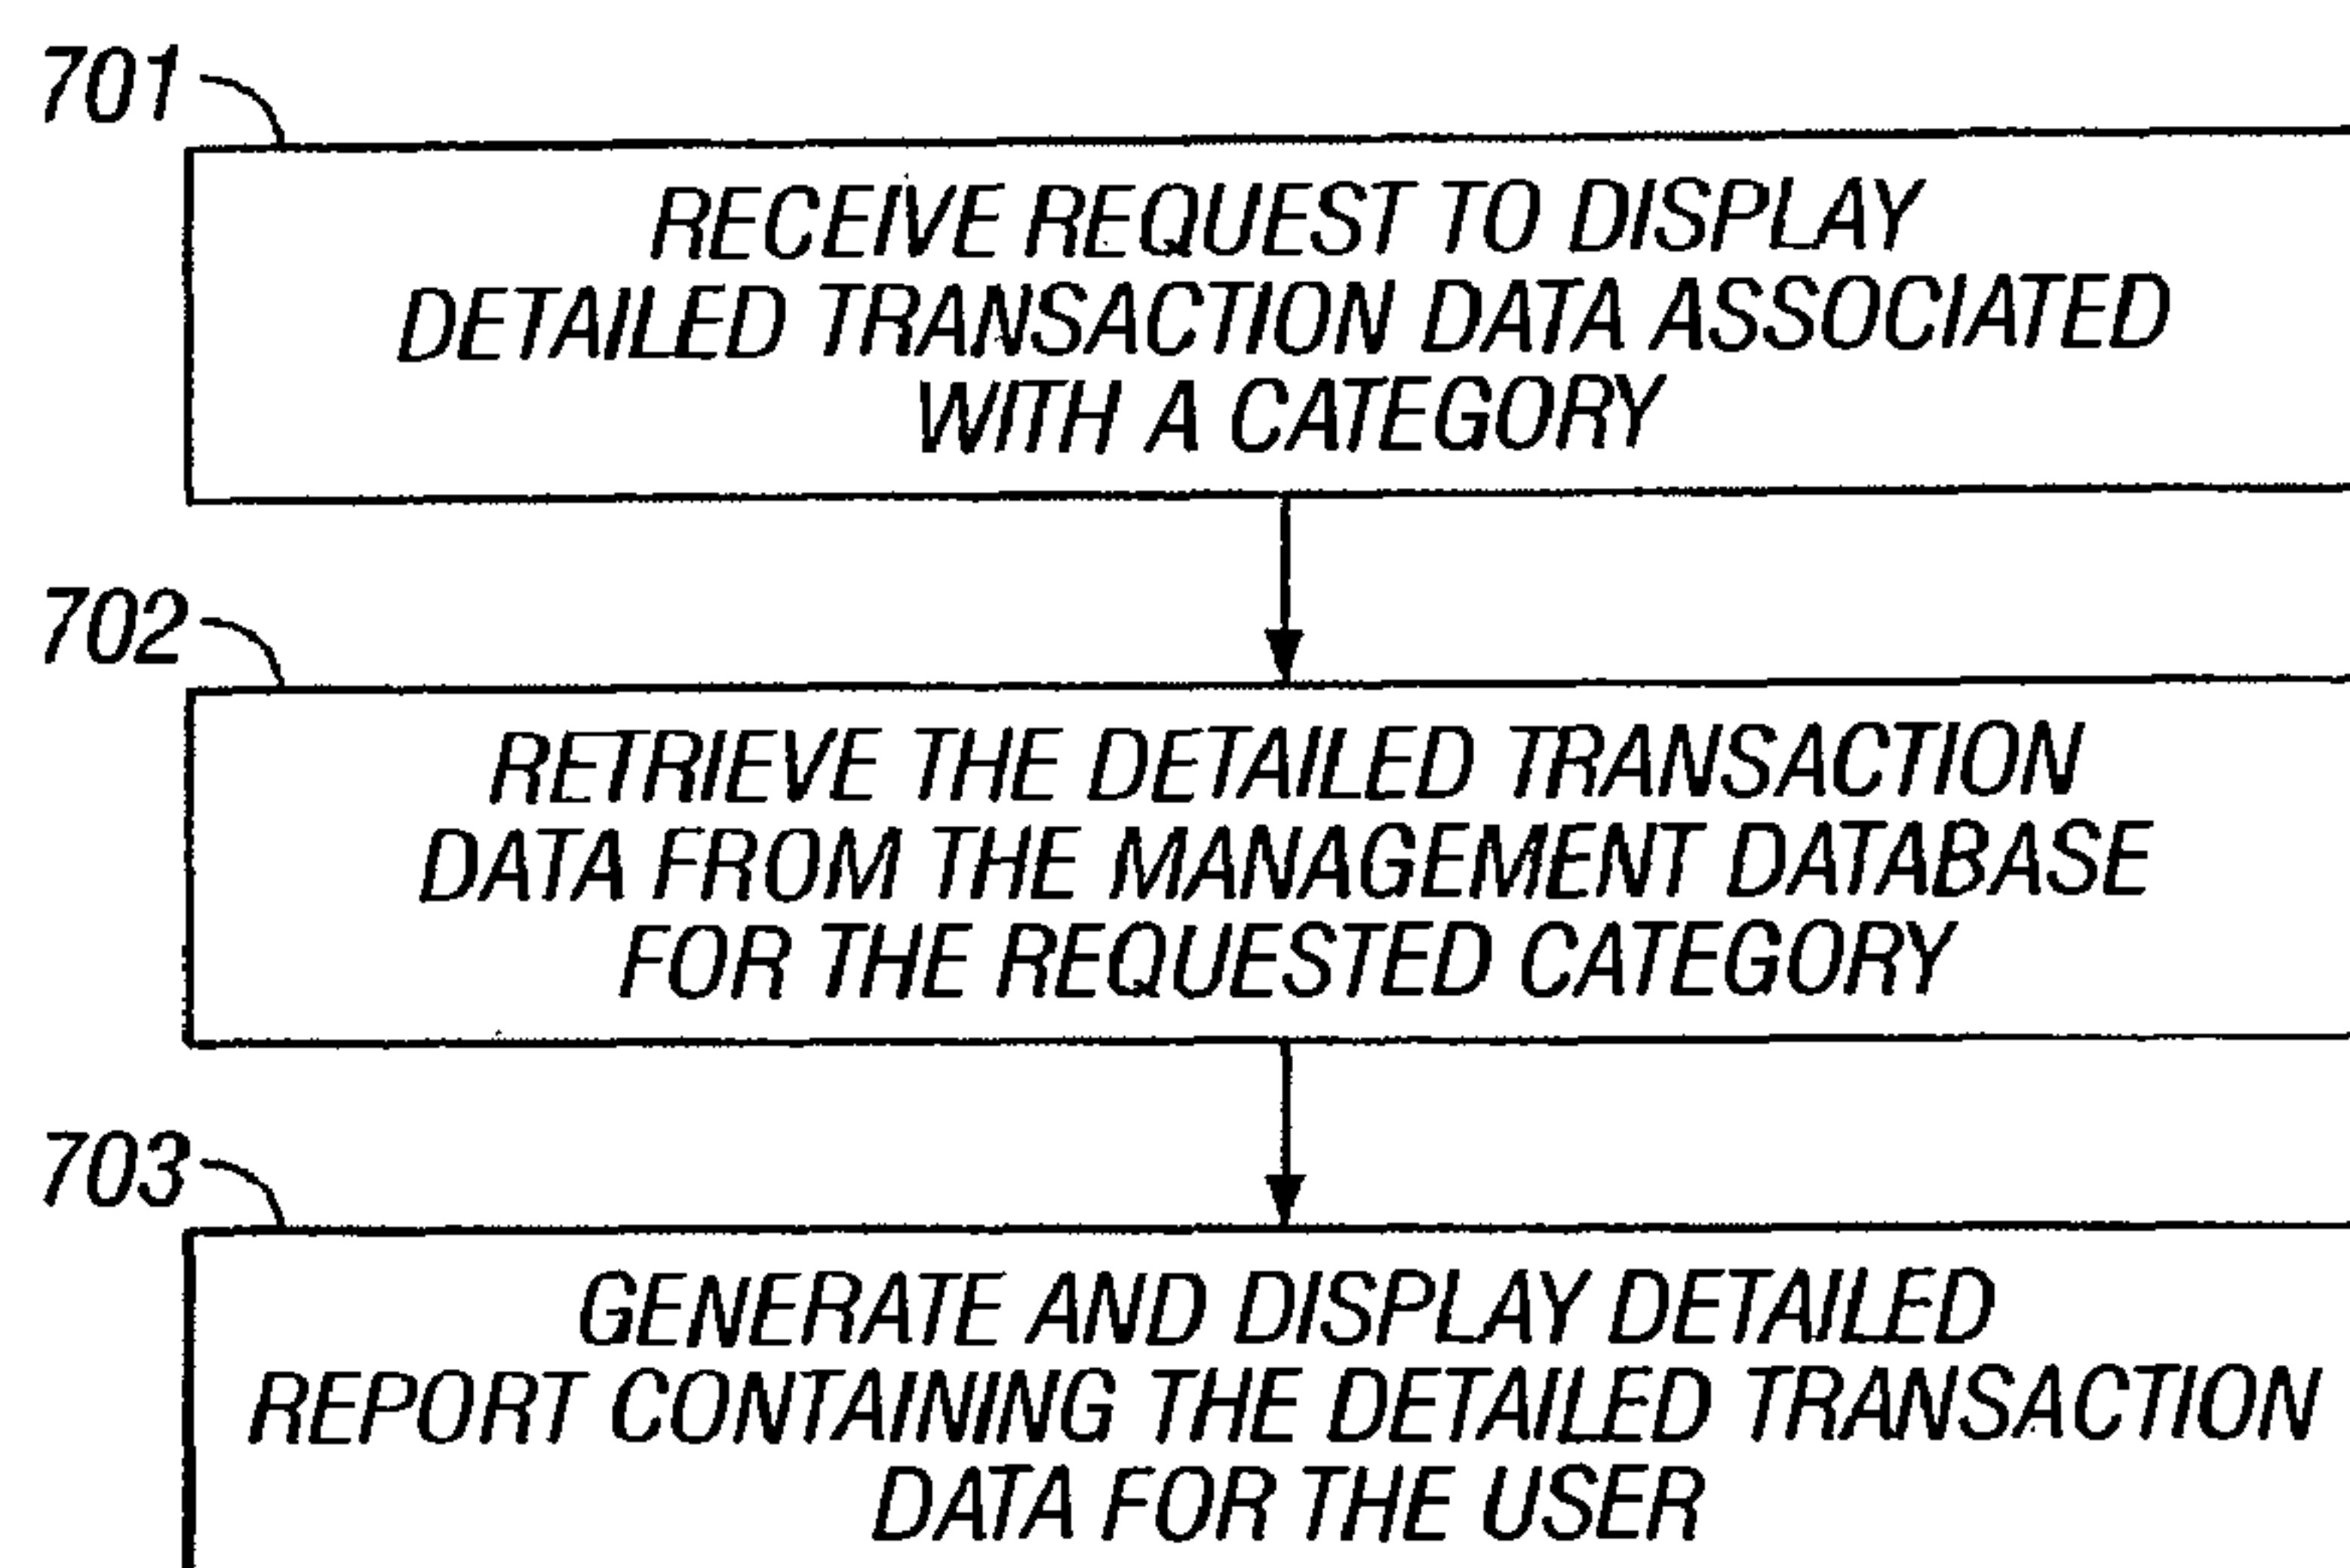 701
RECEIVE REQUEST TO DISPLAY
DETAILED TRANSACTION DATA ASSOCIATED
WITH A CATEGORY
702
RETRIEVE THE DETAILED TRANSACTION
DATA FROM THE MANAGEMENT DATABASE
FOR THE REQUESTED CATEGORY
703
GENERATE AND DISPLAY DETAILED
REPORT CONTAINING THE DETAILED TRANSACTION
DATA FOR THE USER